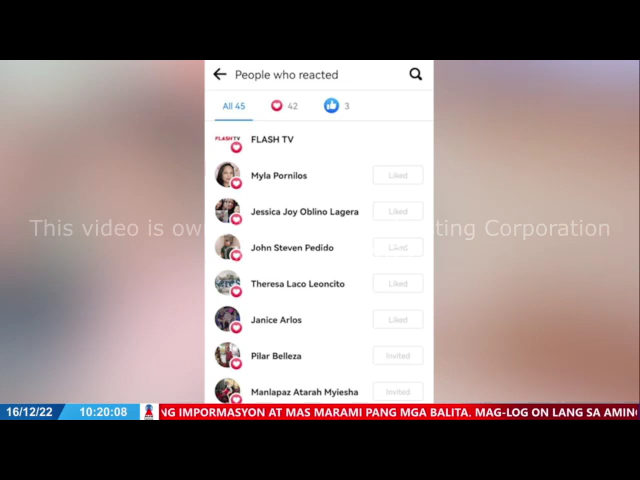 People who reacted
All 45 42 3
FLASH TV
FLASH TV
Myla Pornilos Liked
Jessica Joy Oblino Lagera Liked
This video is ow ting Corporation
John Steven Pedido Liked
Theresa Laco Leoncito Liked
Janice Arlos Liked
Pilar Belleza Invited
Manlapaz Atarah Myiesha Invited
16/12/22 10:20:08 NG IMPORMASYON AT MAS MARAMI PANG MGA BALITA. MAG-LOG ON LANG SA AMIN